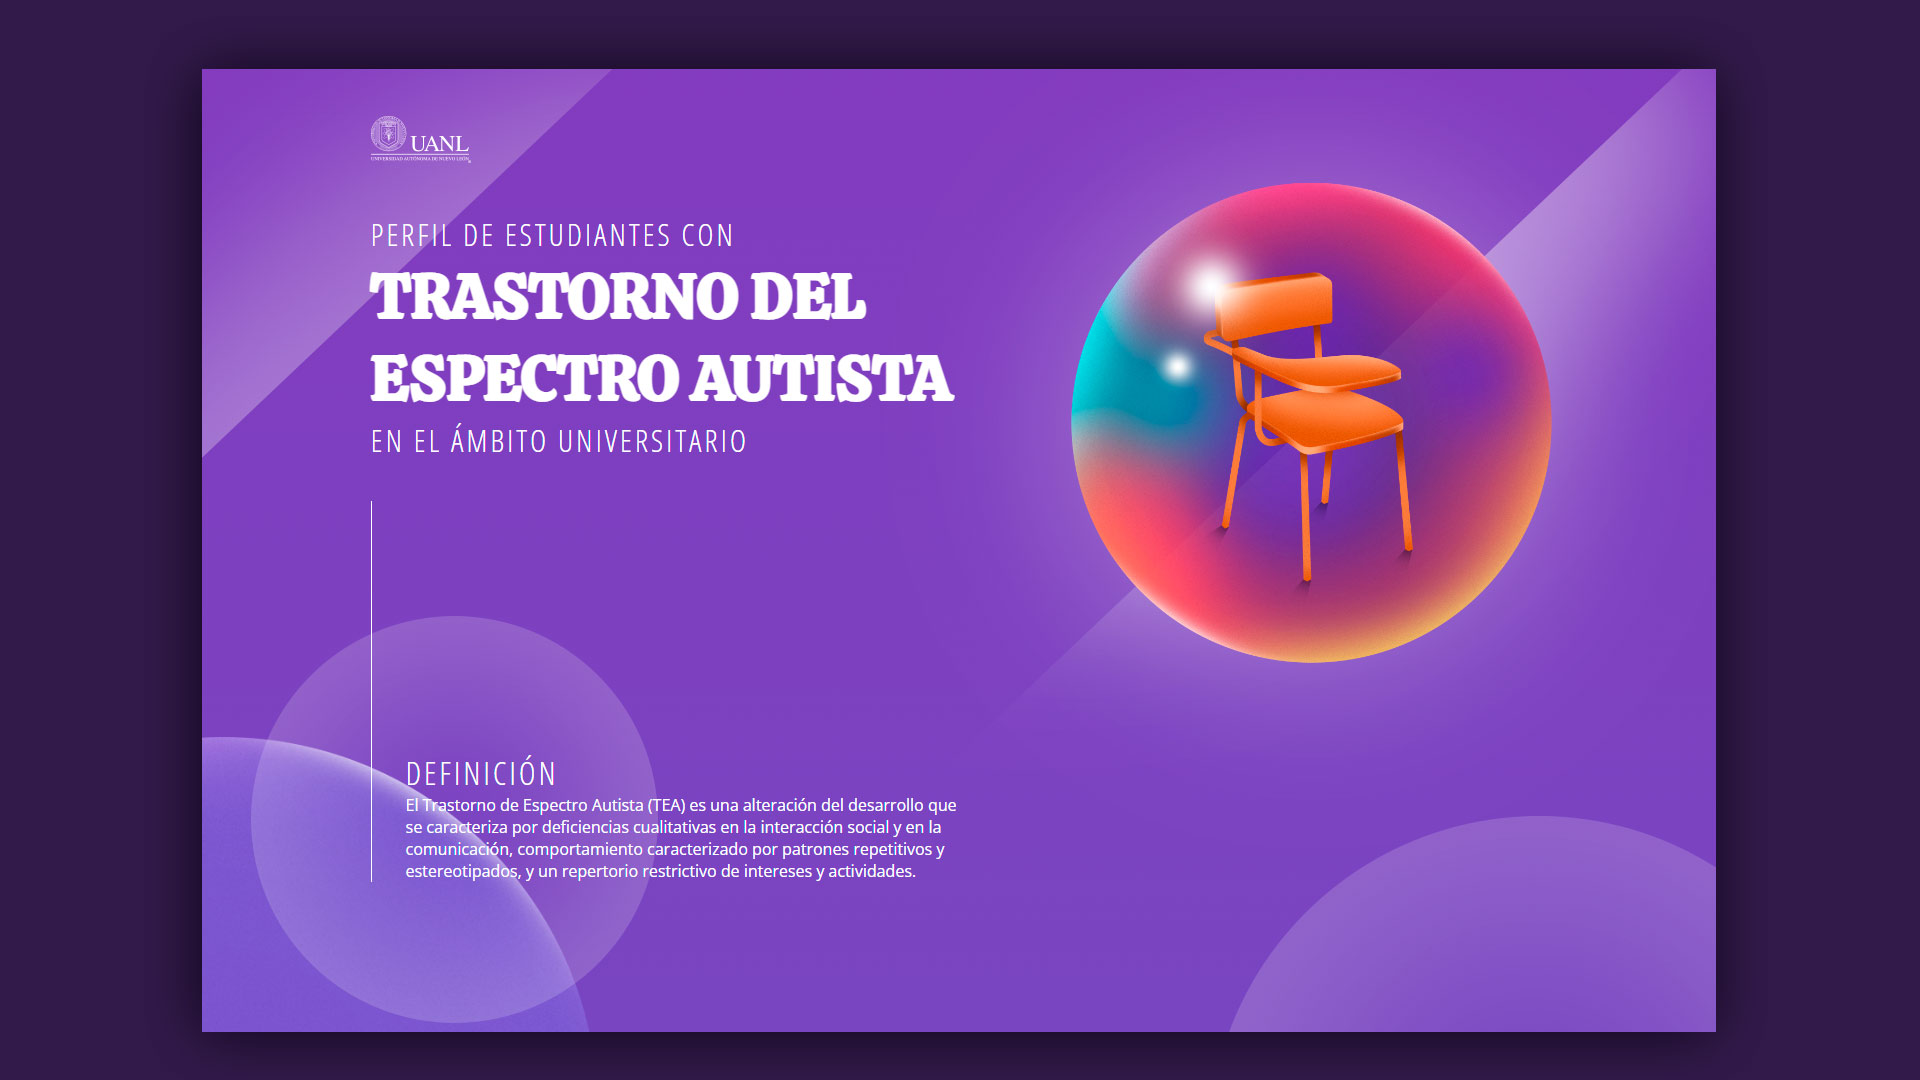 UANL
UNIVERSIDAD AUTÓNOMA DE NUEVO LEÓN
PERFIL DE ESTUDIANTES CON
TRASTORNO DEL
ESPECTRO AUTISTA
EN EL ÁMBITO UNIVERSITARIO
DEFINICIÓN
El Trastorno de Espectro Autista (TEA) es una alteración del desarrollo que
se caracteriza por deficiencias cualitativas en la interacción social y en la
comunicación, comportamiento caracterizado por patrones repetitivos y
estereotipados, y un repertorio restrictivo de intereses y actividades.